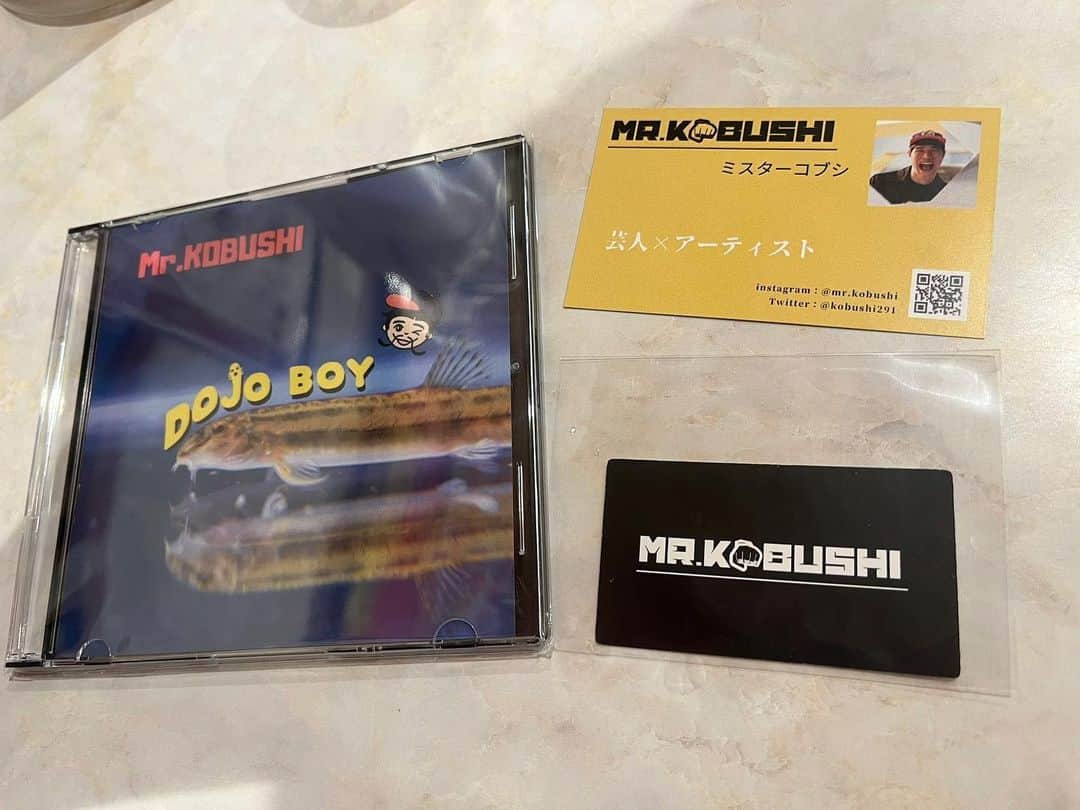 Mr.KOBUSHI
DOJO BOY
MR.KOBUSHI
ミスターコブシ
芸人×アーティスト
instagram：@mr.kobushi
Twitter：@kobushi291
MR.KOBUSHI